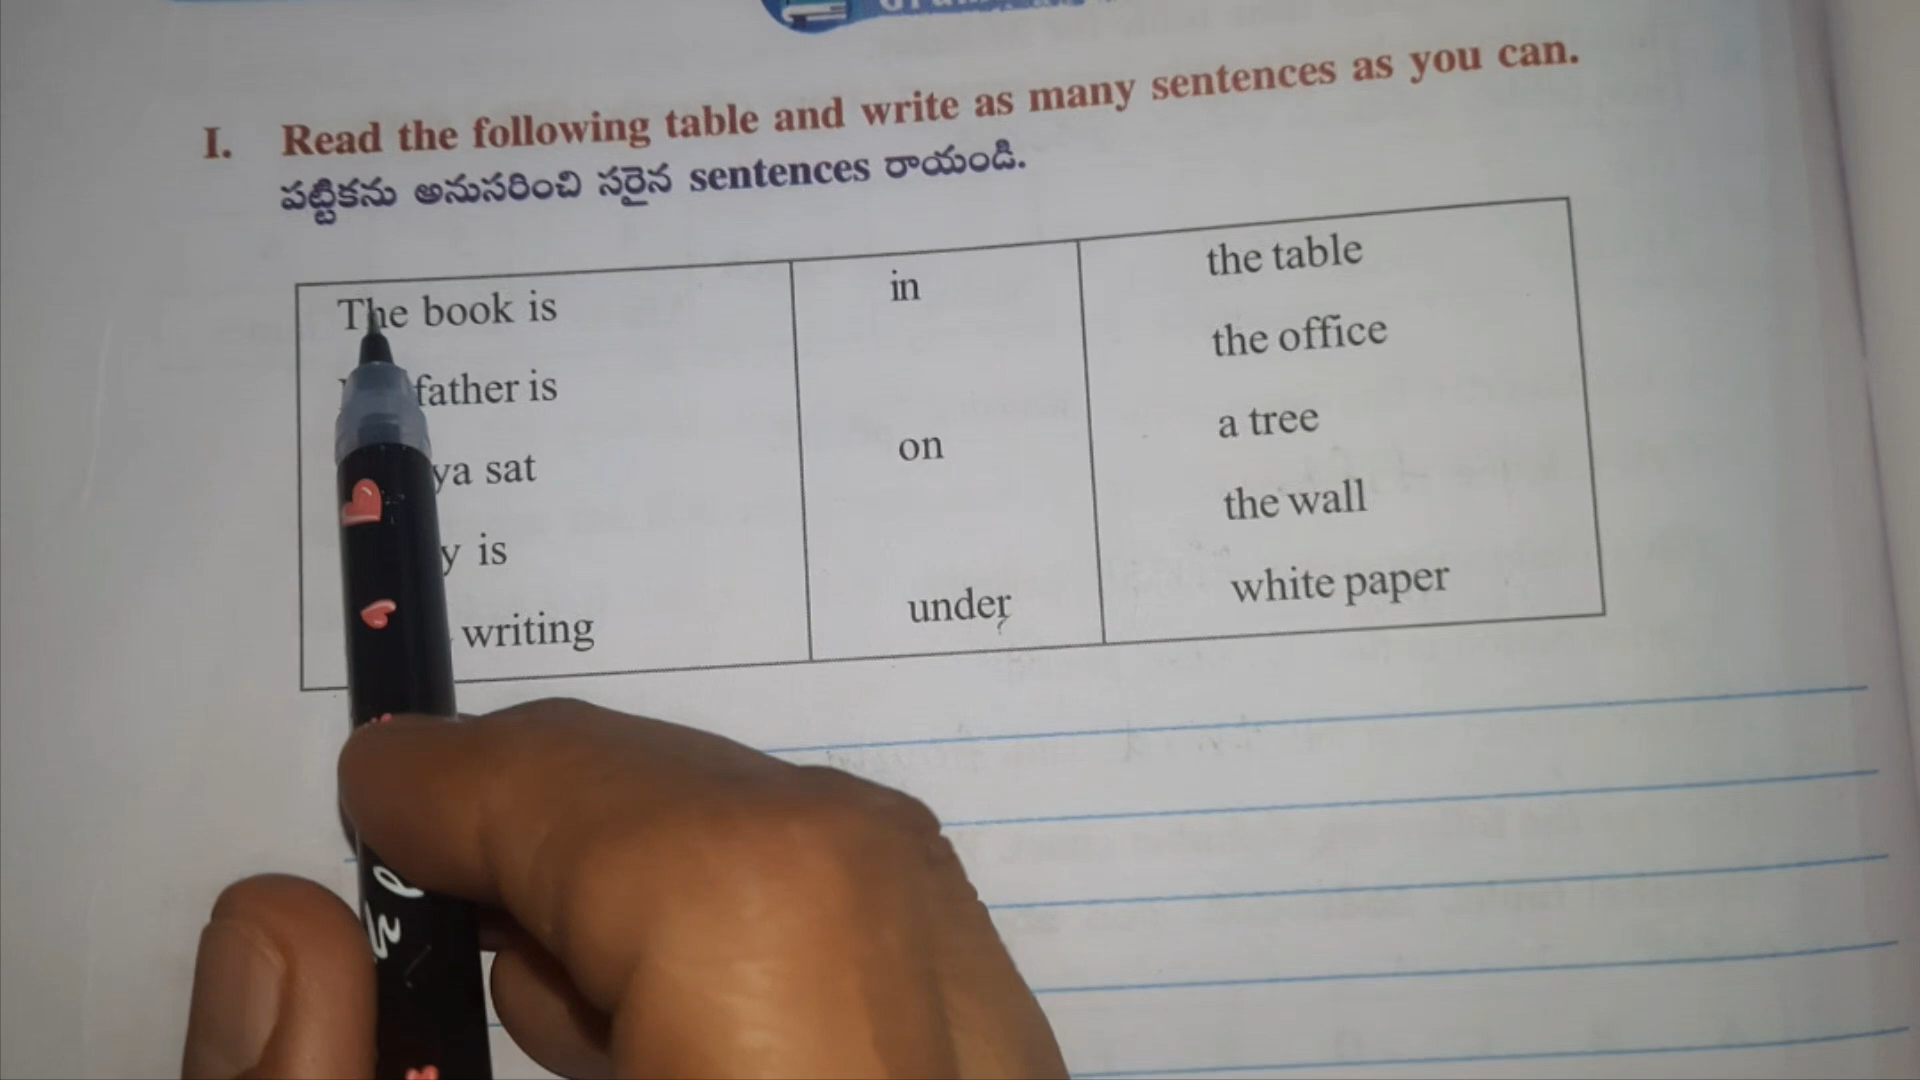 I. Read the following table and write as many sentences as you can.
పట్టికను అనుసరించి సరైన sentences రాయండి.
The book is in the table
father is the office
sat on a tree
is the wall
writing under white paper